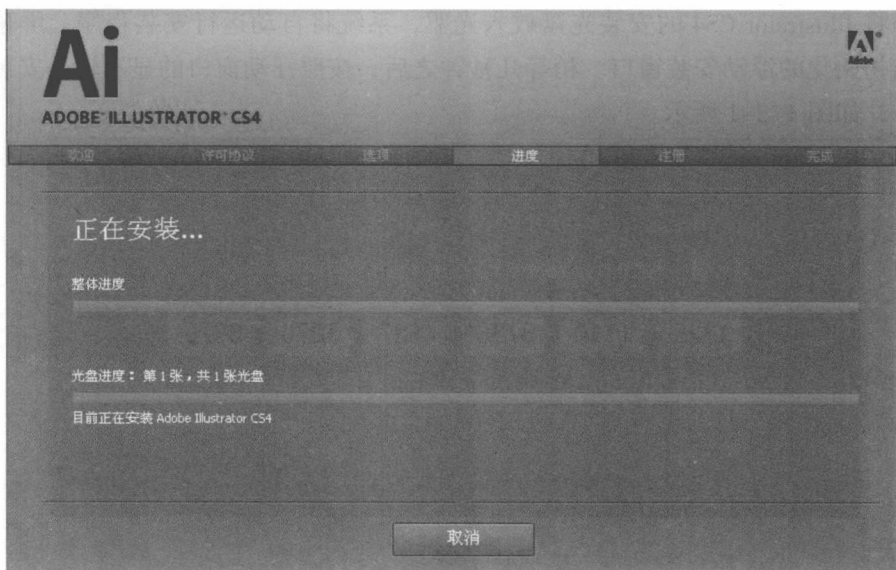 Ai
Adobe
ADOBE® ILLUSTRATOR® CS4
欢迎 许可协议 选项 进度 注册 完成
正在安装...
整体进度
光盘进度：第 1 张，共 1 张光盘
目前正在安装 Adobe Illustrator CS4
取消